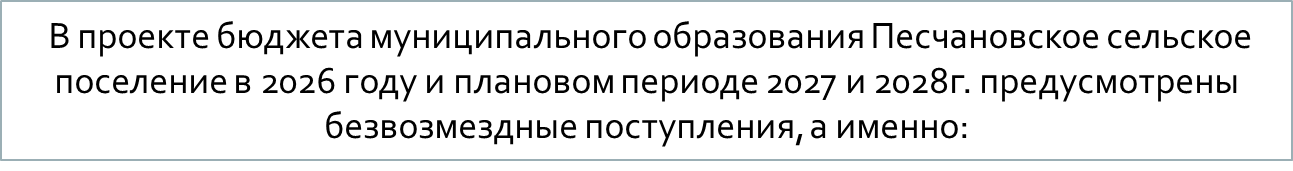 В проекте бюджета муниципального образования Песчановское сельское
поселение в 2026 году и плановом периоде 2027 и 2028г. предусмотрены
безвозмездные поступления, а именно: